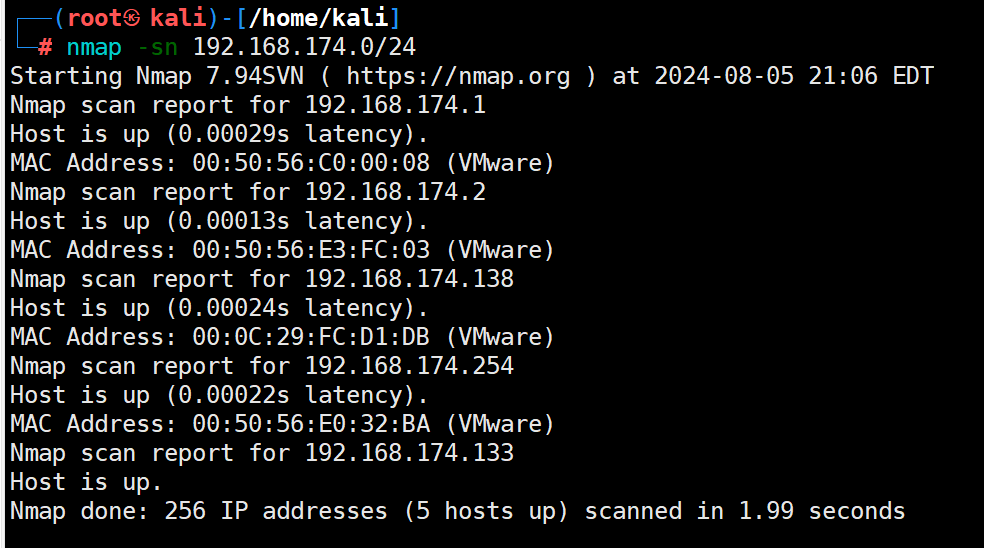 ┌──(root㉿kali)-[/home/kali]
└─# nmap -sn 192.168.174.0/24
Starting Nmap 7.94SVN ( https://nmap.org ) at 2024-08-05 21:06 EDT
Nmap scan report for 192.168.174.1
Host is up (0.00029s latency).
MAC Address: 00:50:56:C0:00:08 (VMware)
Nmap scan report for 192.168.174.2
Host is up (0.00013s latency).
MAC Address: 00:50:56:E3:FC:03 (VMware)
Nmap scan report for 192.168.174.138
Host is up (0.00024s latency).
MAC Address: 00:0C:29:FC:D1:DB (VMware)
Nmap scan report for 192.168.174.254
Host is up (0.00022s latency).
MAC Address: 00:50:56:E0:32:BA (VMware)
Nmap scan report for 192.168.174.133
Host is up.
Nmap done: 256 IP addresses (5 hosts up) scanned in 1.99 seconds